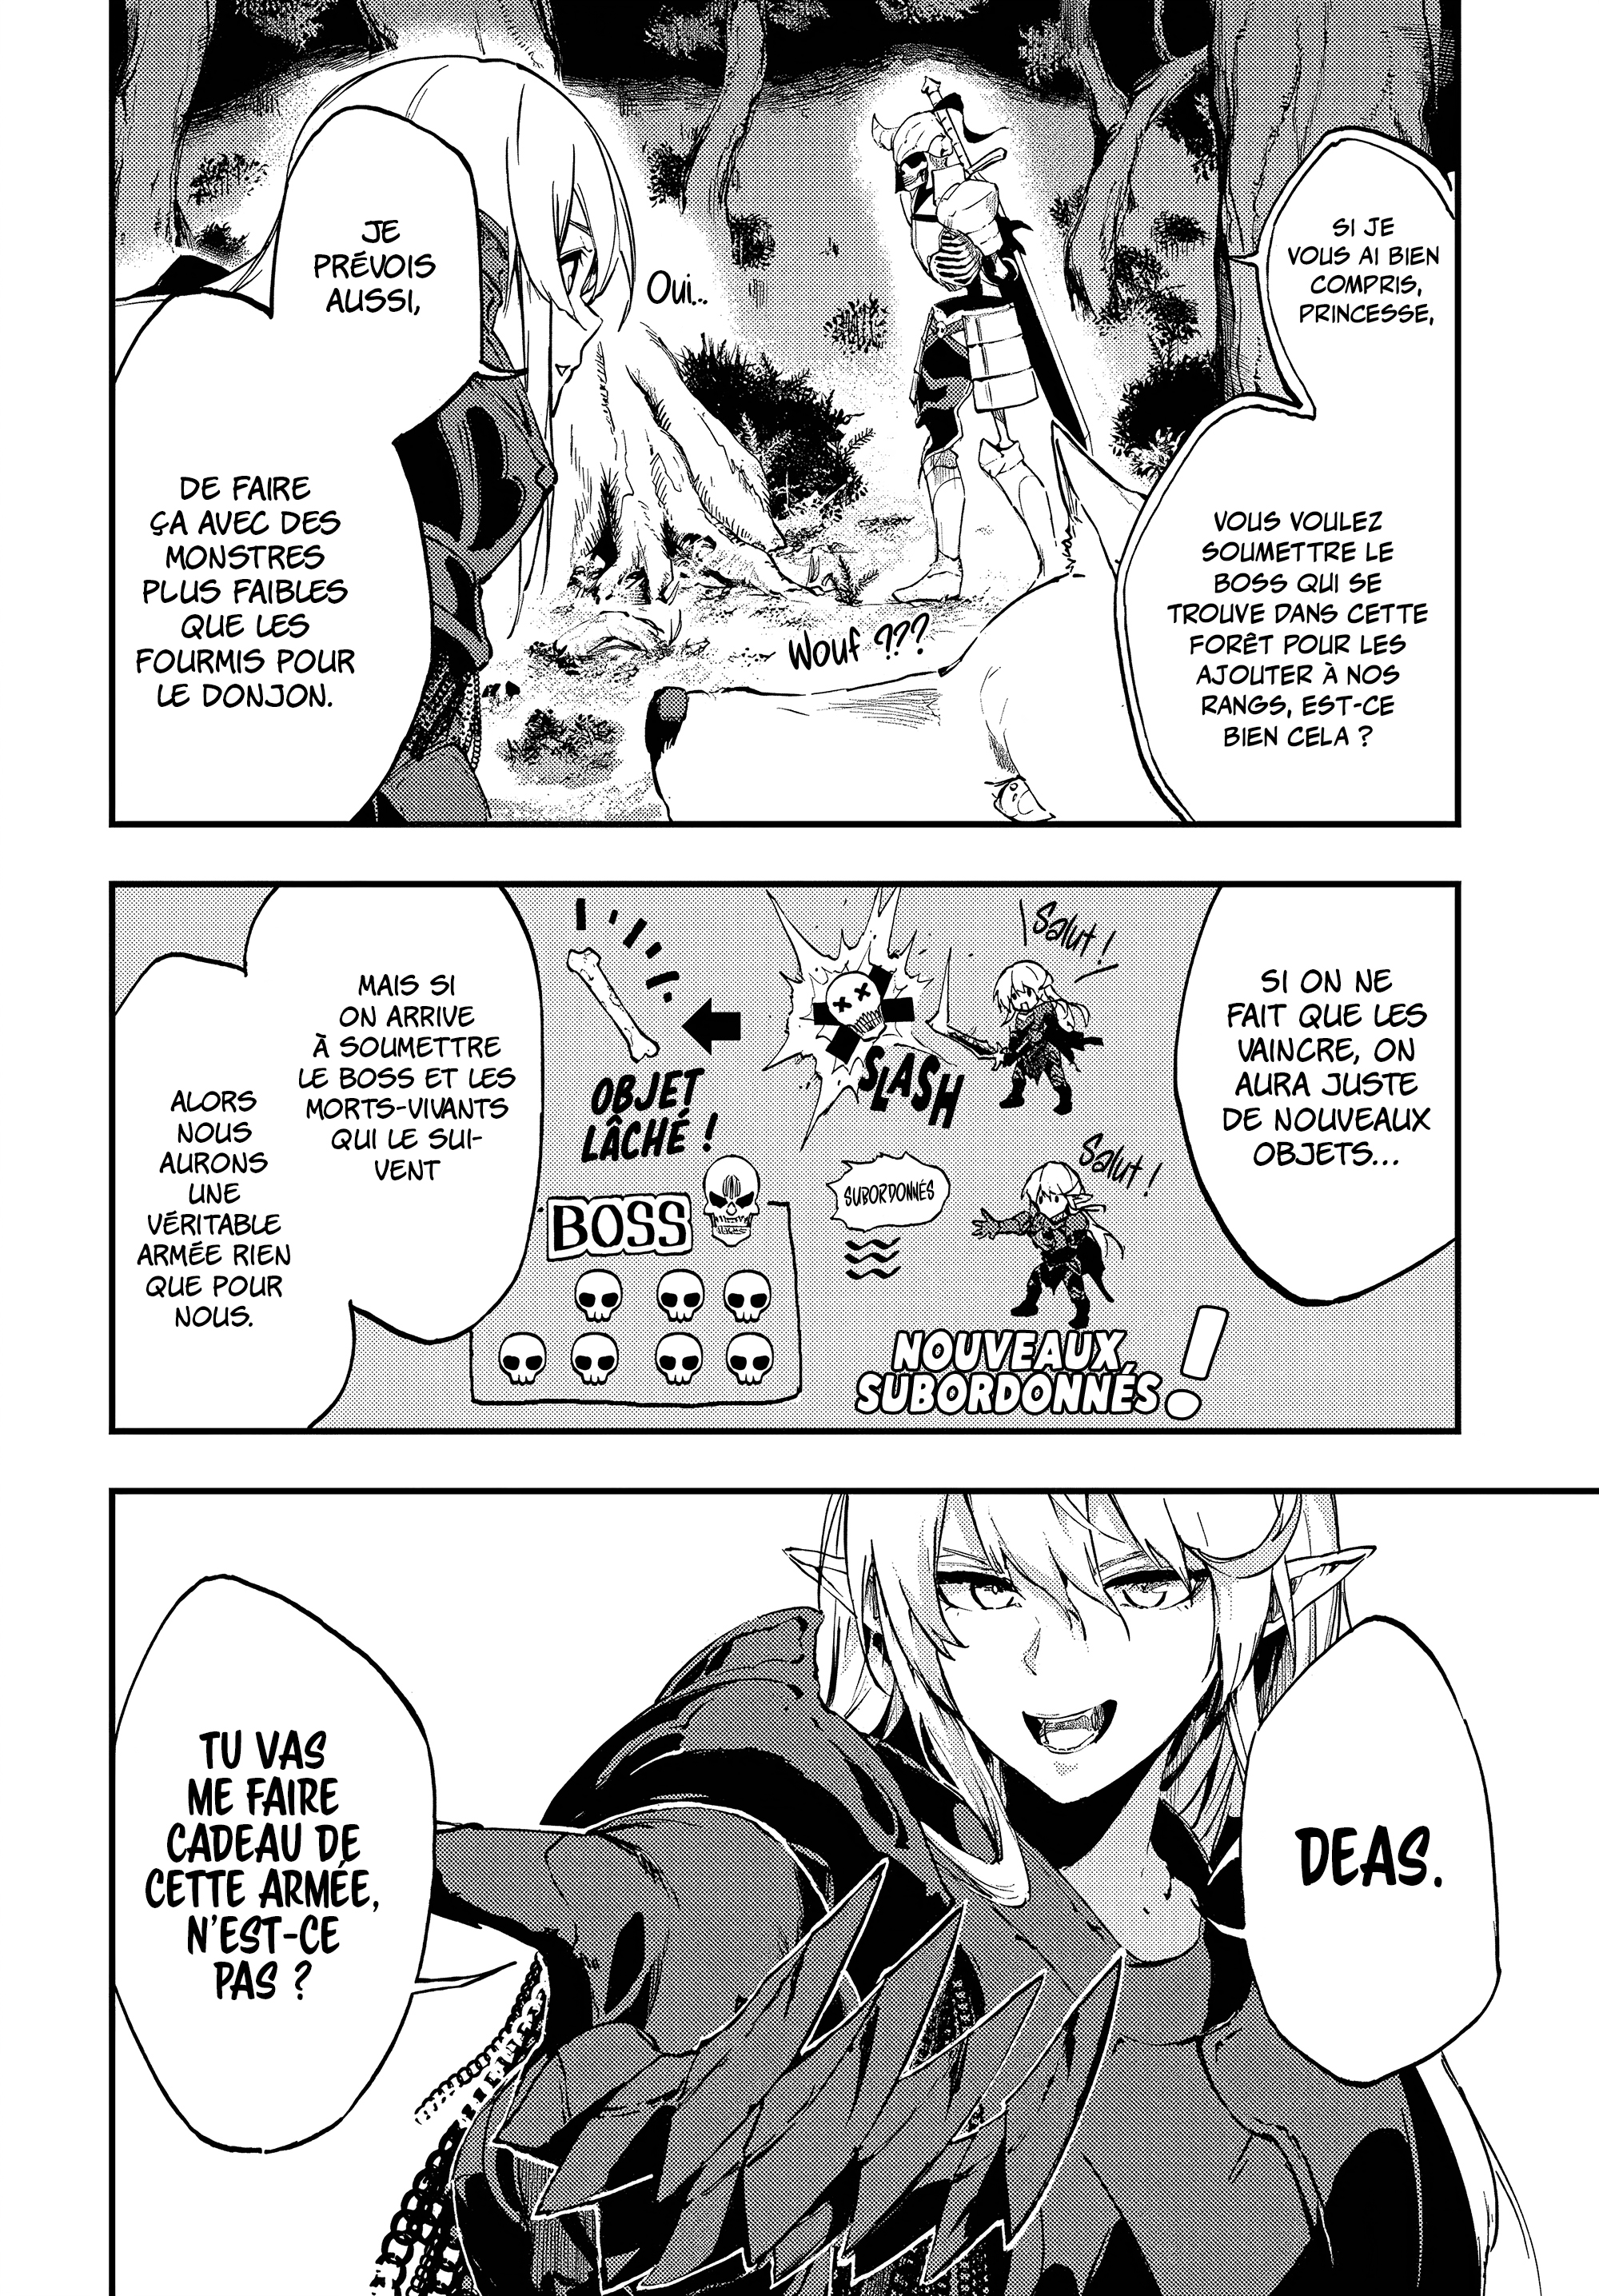 SI JE
VOUS AI BIEN
COMPRIS,
PRINCESSE,
VOUS VOULEZ
SOUMETTRE LE
BOSS QUI SE
TROUVE DANS CETTE
FORÊT POUR LES
AJOUTER À NOS
RANGS, EST-CE
BIEN CELA ?
Oui...
Wouf ???
JE
PRÉVOIS
AUSSI,
DE FAIRE
ÇA AVEC DES
MONSTRES
PLUS FAIBLES
QUE LES
FOURMIS POUR
LE DONJON.
SI ON NE
FAIT QUE LES
VAINCRE, ON
AURA JUSTE
DE NOUVEAUX
OBJETS...
Salut !
SLASH
OBJET
LÂCHÉ !
Salut !
SUBORDONNÉS
BOSS
NOUVEAUX
SUBORDONNÉS !
MAIS SI
ON ARRIVE
À SOUMETTRE
LE BOSS ET LES
MORTS-VIVANTS
QUI LE SUI-
VENT
ALORS
NOUS
AURONS
UNE
VÉRITABLE
ARMÉE RIEN
QUE POUR
NOUS.
DEAS.
TU VAS
ME FAIRE
CADEAU DE
CETTE ARMÉE,
N'EST-CE
PAS ?